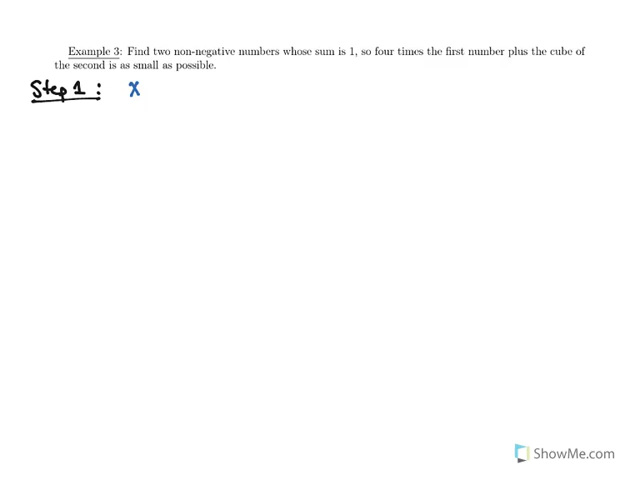 Example 3: Find two non-negative numbers whose sum is 1, so four times the first number plus the cube of
the second is as small as possible.
Step 1: x
ShowMe.com